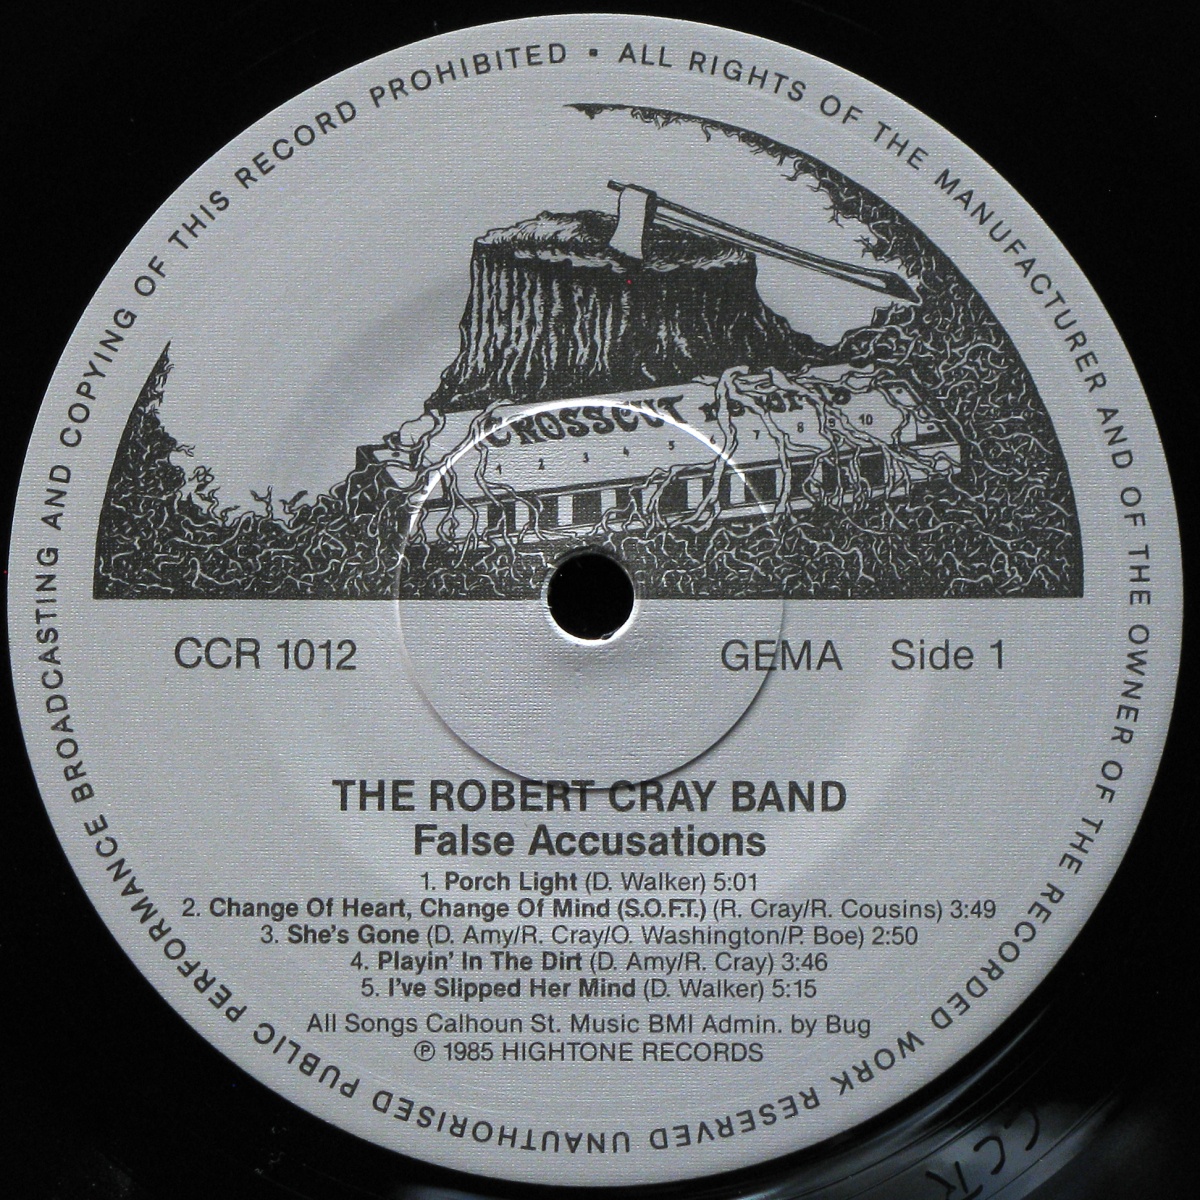 ALL RIGHTS OF THE MANUFACTURER AND OF THE OWNER OF THE RECORDED WORK RESERVED UNAUTHORISED PUBLIC PERFORMANCE BROADCASTING AND COPYING OF THIS RECORD PROHIBITED •
CROSSCUT records
1 2 3 4 5 6 7 8 9 10
CCR 1012
GEMA Side 1
THE ROBERT CRAY BAND
False Accusations
1. Porch Light (D. Walker) 5:01
2. Change Of Heart, Change Of Mind (S.O.F.T.) (R. Cray/R. Cousins) 3:49
3. She's Gone (D. Amy/R. Cray/O. Washington/P. Boe) 2:50
4. Playin' In The Dirt (D. Amy/R. Cray) 3:46
5. I've Slipped Her Mind (D. Walker) 5:15
All Songs Calhoun St. Music BMI Admin. by Bug
℗ 1985 HIGHTONE RECORDS
CCR